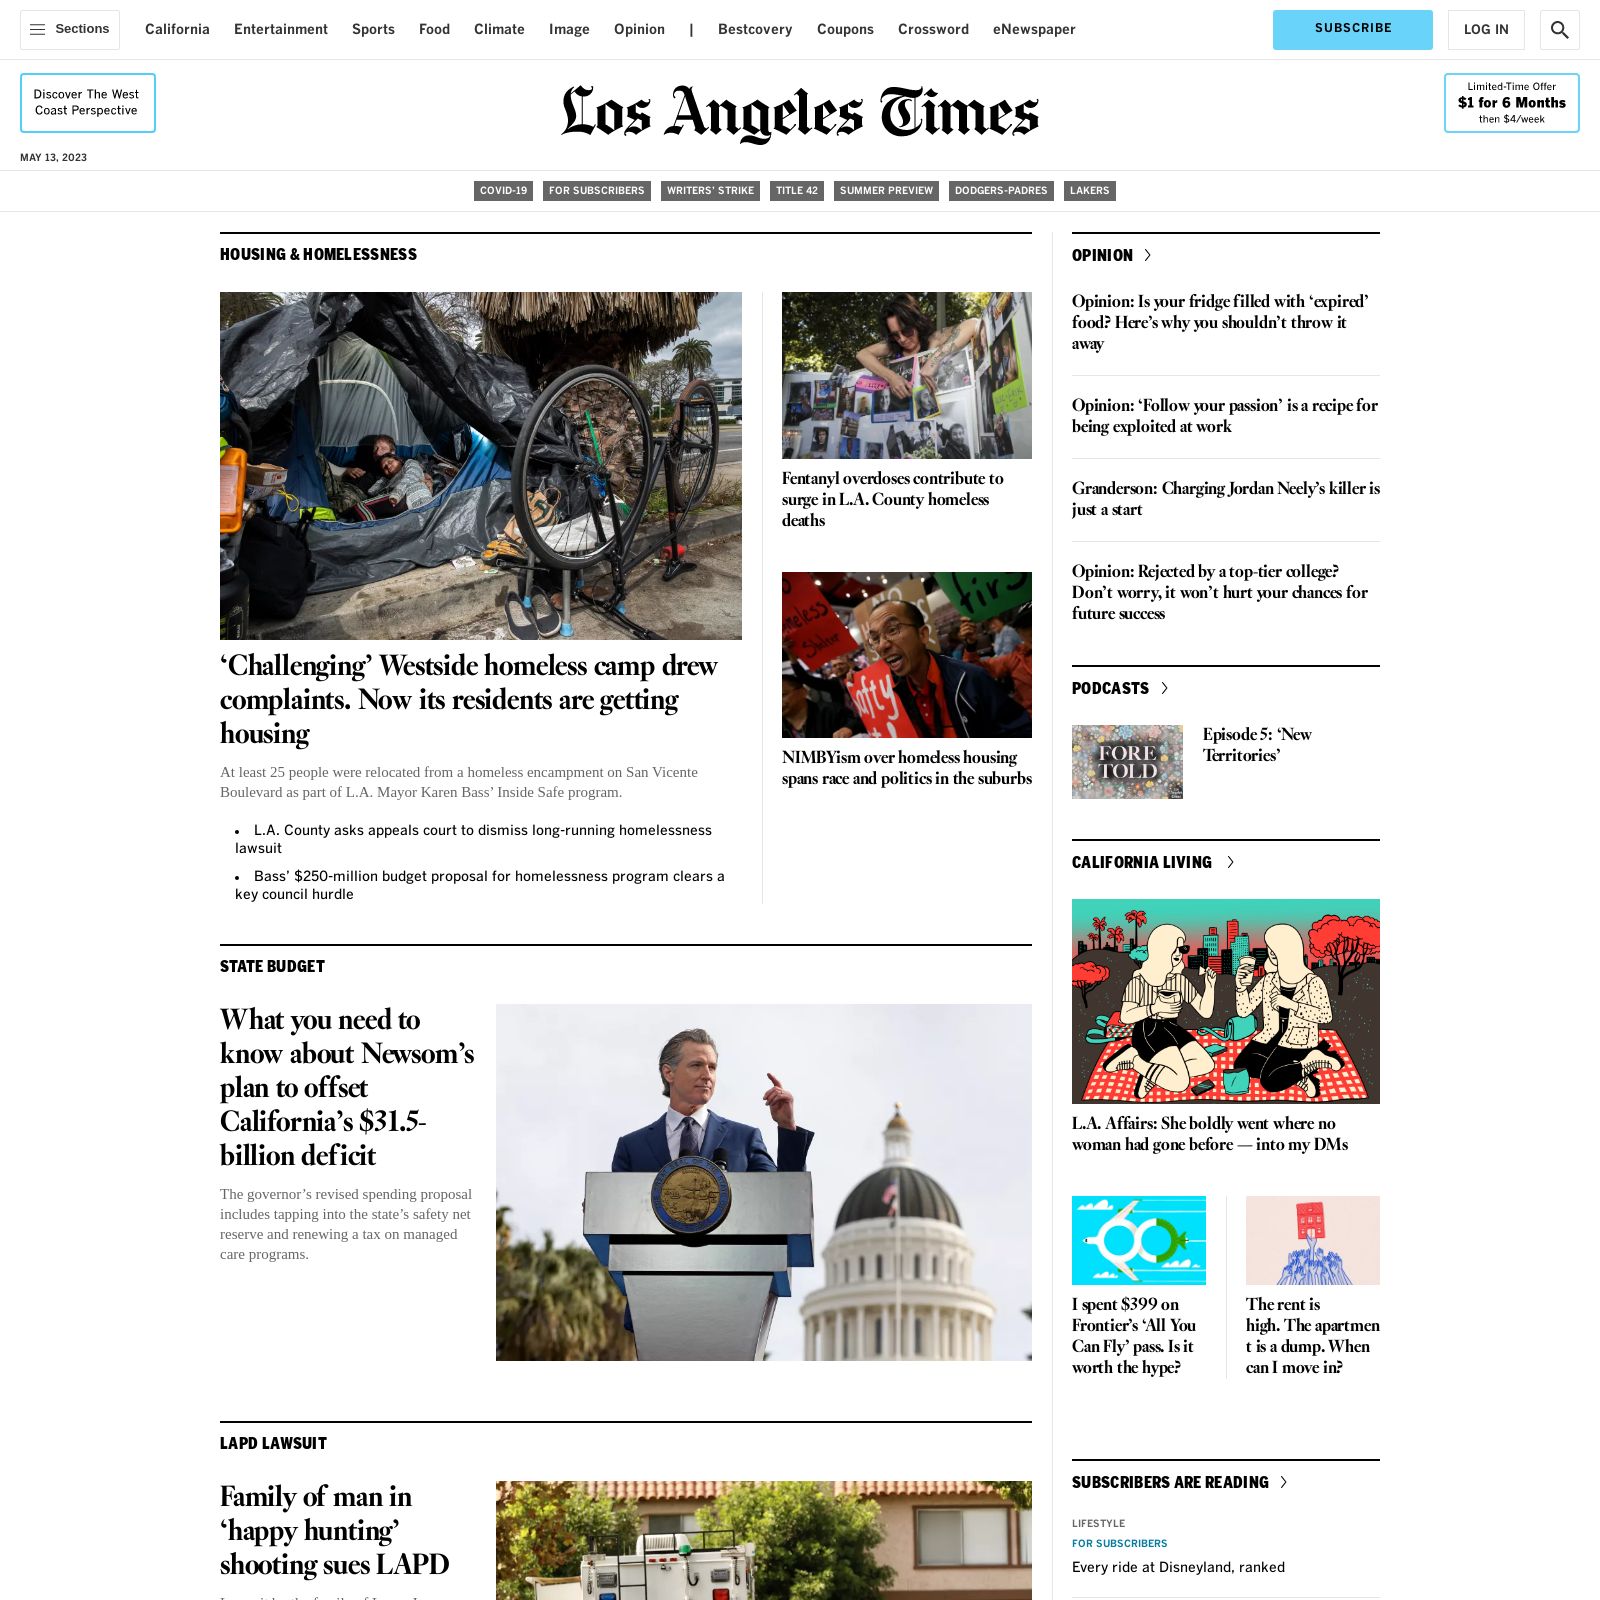 Sections
California Entertainment Sports Food Climate Image Opinion | Bestcovery Coupons Crossword eNewspaper
SUBSCRIBE
LOG IN
Discover The West
Coast Perspective
Los Angeles Times
Limited-Time Offer
$1 for 6 Months
then $4/week
MAY 13, 2023
COVID-19 FOR SUBSCRIBERS WRITERS' STRIKE TITLE 42 SUMMER PREVIEW DODGERS-PADRES LAKERS
HOUSING & HOMELESSNESS
‘Challenging’ Westside homeless camp drew
complaints. Now its residents are getting
housing
At least 25 people were relocated from a homeless encampment on San Vicente
Boulevard as part of L.A. Mayor Karen Bass’ Inside Safe program.
• L.A. County asks appeals court to dismiss long-running homelessness
lawsuit
• Bass’ $250-million budget proposal for homelessness program clears a
key council hurdle
Fentanyl overdoses contribute to
surge in L.A. County homeless
deaths
NIMBYism over homeless housing
spans race and politics in the suburbs
STATE BUDGET
What you need to
know about Newsom’s
plan to offset
California’s $31.5-
billion deficit
The governor’s revised spending proposal
includes tapping into the state’s safety net
reserve and renewing a tax on managed
care programs.
LAPD LAWSUIT
Family of man in
‘happy hunting’
shooting sues LAPD
OPINION
Opinion: Is your fridge filled with ‘expired’
food? Here’s why you shouldn’t throw it
away
Opinion: ‘Follow your passion’ is a recipe for
being exploited at work
Granderson: Charging Jordan Neely’s killer is
just a start
Opinion: Rejected by a top-tier college?
Don’t worry, it won’t hurt your chances for
future success
PODCASTS
FORE
TOLD
Episode 5: ‘New
Territories’
CALIFORNIA LIVING
L.A. Affairs: She boldly went where no
woman had gone before — into my DMs
I spent $399 on
Frontier’s ‘All You
Can Fly’ pass. Is it
worth the hype?
The rent is
high. The apartmen
t is a dump. When
can I move in?
SUBSCRIBERS ARE READING
LIFESTYLE
FOR SUBSCRIBERS
Every ride at Disneyland, ranked